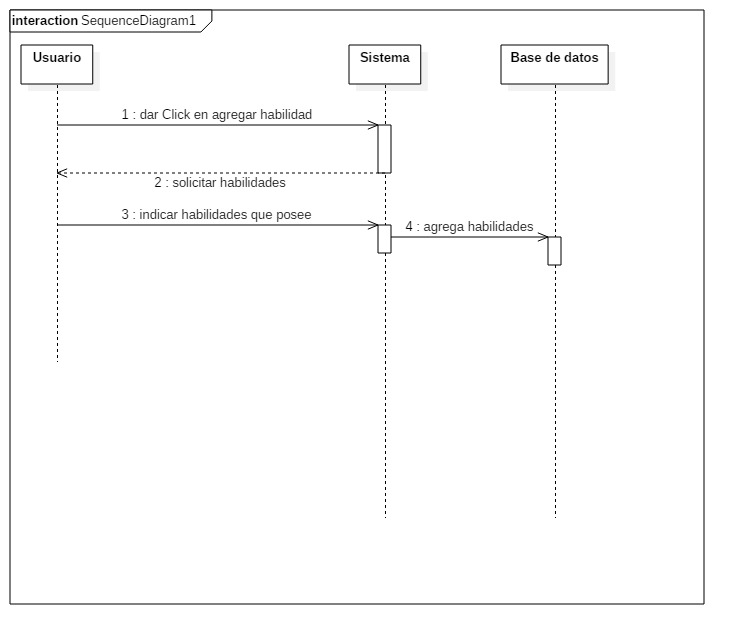 interaction SequenceDiagram1
Usuario
Sistema
Base de datos
1 : dar Click en agregar habilidad
2 : solicitar habilidades
3 : indicar habilidades que posee
4 : agrega habilidades